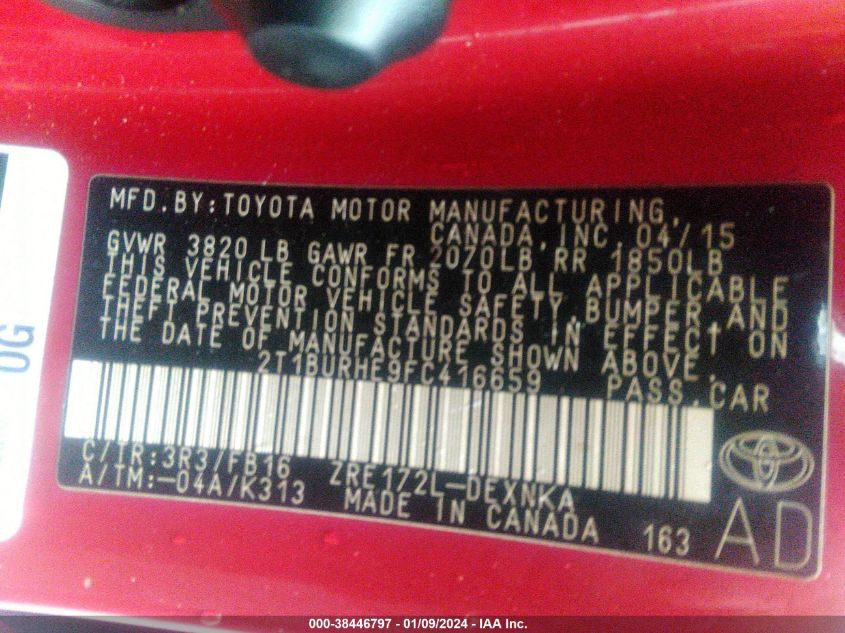 MFD.BY:TOYOTA MOTOR MANUFACTURING,
CANADA,INC. 04/15
GVWR 3820 LB GAWR FR 2070LB RR 1850LB
THIS VEHICLE CONFORMS TO ALL APPLICABLE
FEDERAL MOTOR VEHICLE SAFETY,BUMPER,AND
THEFT PREVENTION STANDARDS IN EFFECT ON
THE DATE OF MANUFACTURE SHOWN ABOVE.
2T1BURHE9FC416659 PASS.CAR
C/TR:3R3/FB16 ZRE172L-DEXNKA
A/TM:-04A/K313 MADE IN CANADA 163
AD
OG
000-38446797 - 01/09/2024 - IAA Inc.